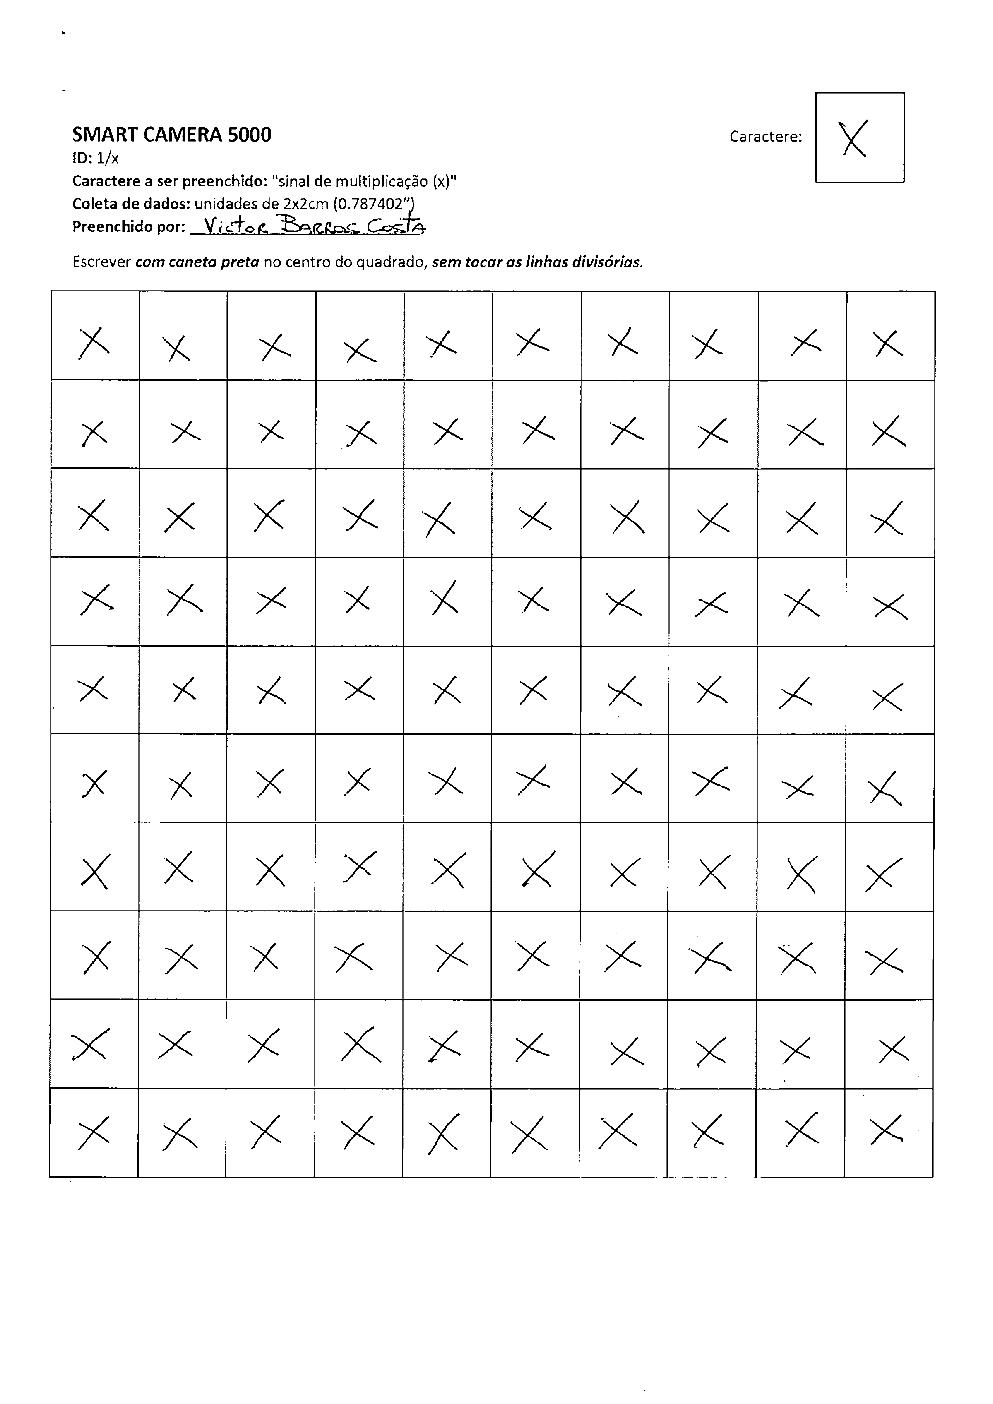 SMART CAMERA 5000
Caractere: X
ID: 1/x
Caractere a ser preenchido: "sinal de multiplicação (x)"
Coleta de dados: unidades de 2x2cm (0.787402")
Preenchido por: Victor Barros Costa
Escrever com caneta preta no centro do quadrado, sem tocar as linhas divisórias.
X X X X X X X X X X
X X X X X X X X X X
X X X X X X X X X X
X X X X X X X X X X
X X X X X X X X X X
X X X X X X X X X X
X X X X X X X X X X
X X X X X X X X X X
X X X X X X X X X X
X X X X X X X X X X